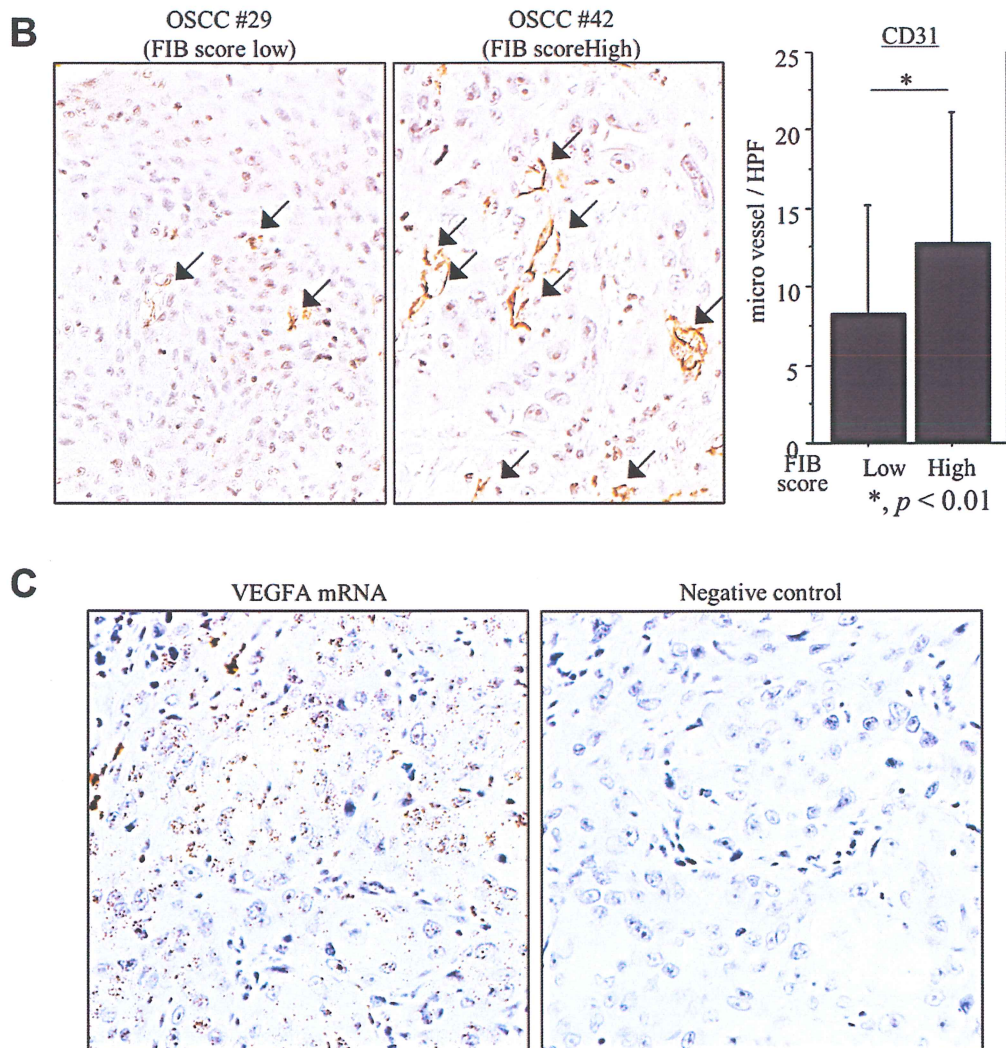 B
OSCC #29
(FIB score low)
OSCC #42
(FIB scoreHigh)
CD31
*
25
20
15
10
5
0
micro vessel / HPF
FIB
score
Low
High
*, p < 0.01
C
VEGFA mRNA
Negative control